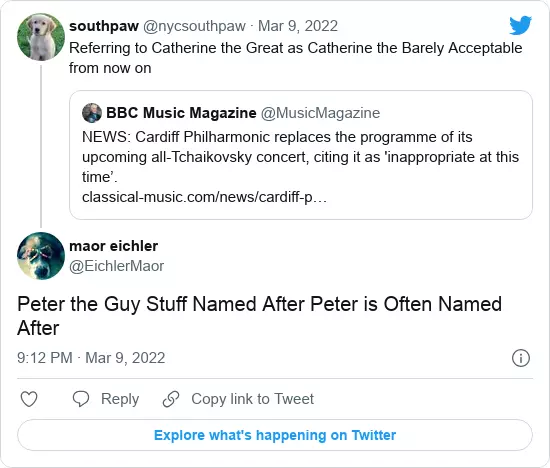 southpaw @nycsouthpaw · Mar 9, 2022
Referring to Catherine the Great as Catherine the Barely Acceptable
from now on
BBC Music Magazine @MusicMagazine
NEWS: Cardiff Philharmonic replaces the programme of its
upcoming all-Tchaikovsky concert, citing it as 'inappropriate at this
time’.
classical-music.com/news/cardiff-p…
maor eichler
@EichlerMaor
Peter the Guy Stuff Named After Peter is Often Named
After
9:12 PM · Mar 9, 2022
Reply
Copy link to Tweet
Explore what's happening on Twitter